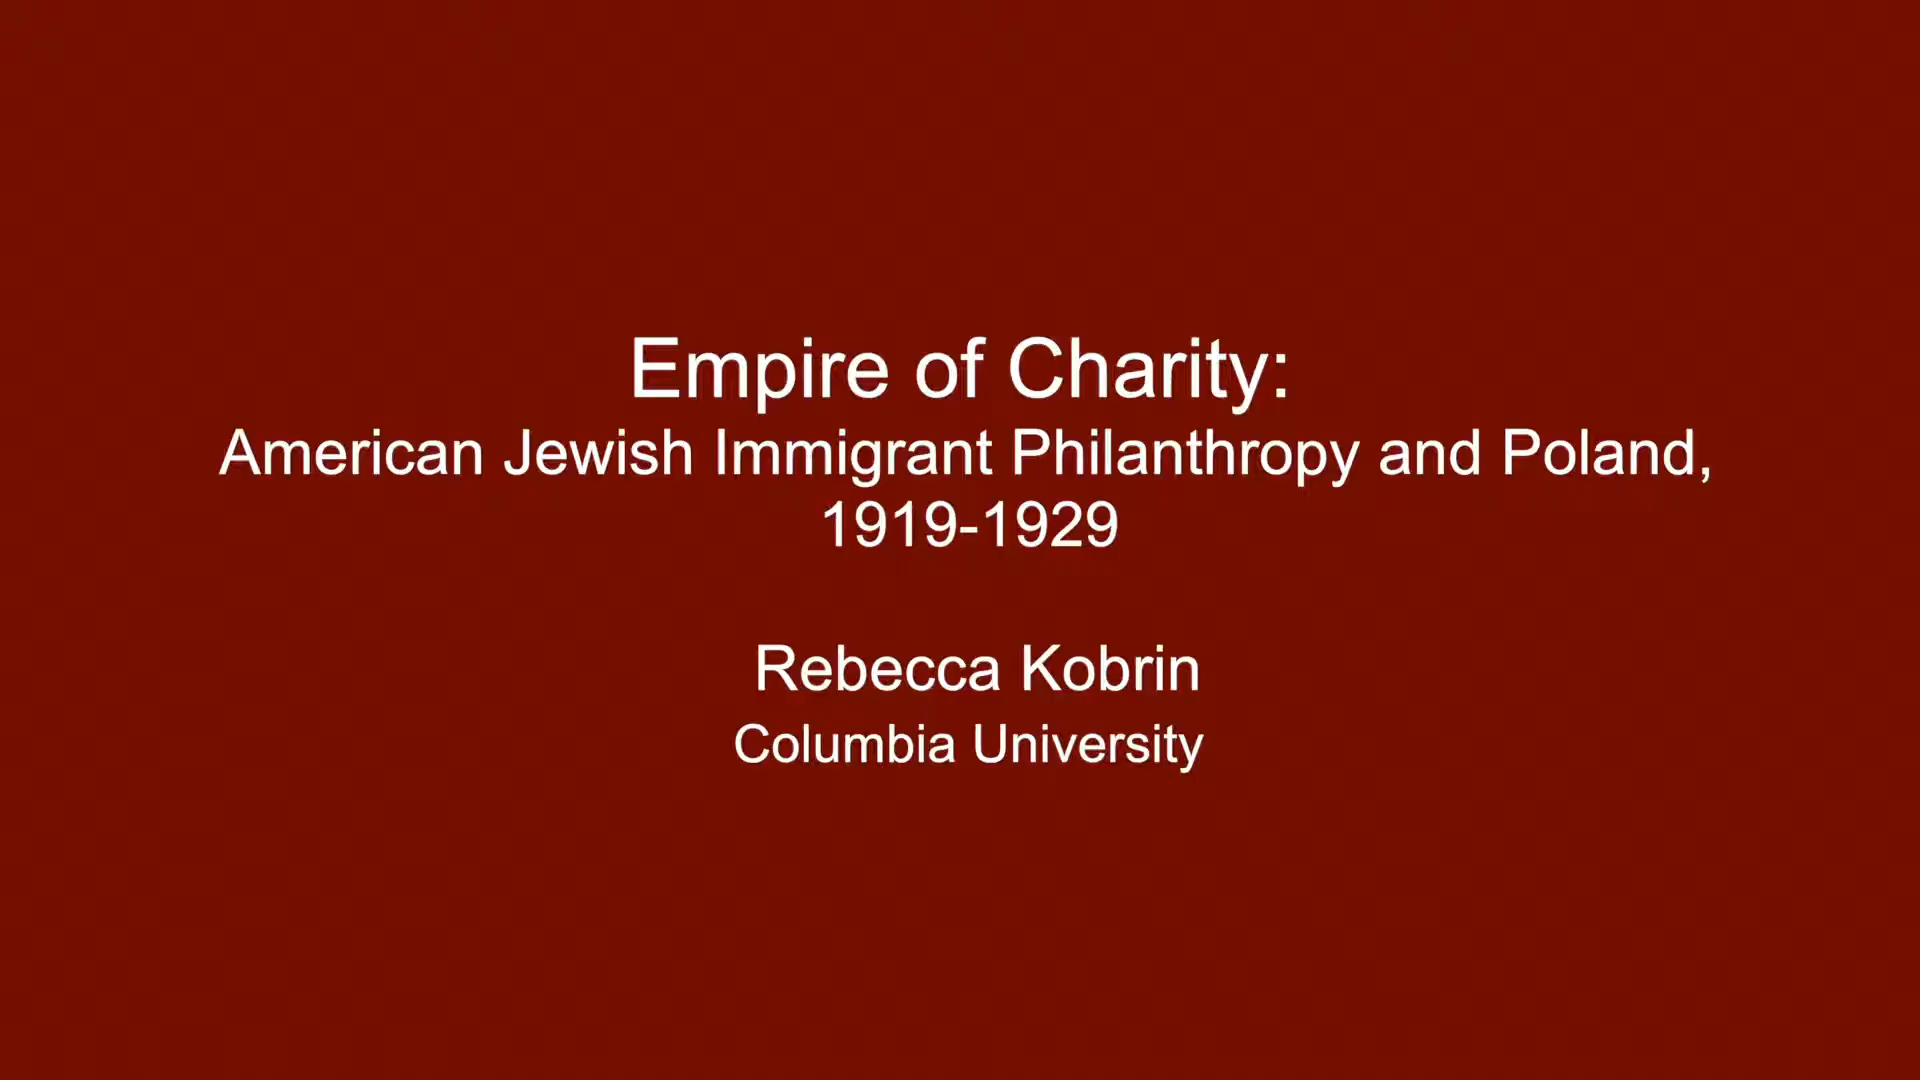 Empire of Charity:
American Jewish Immigrant Philanthropy and Poland,
1919-1929
Rebecca Kobrin
Columbia University